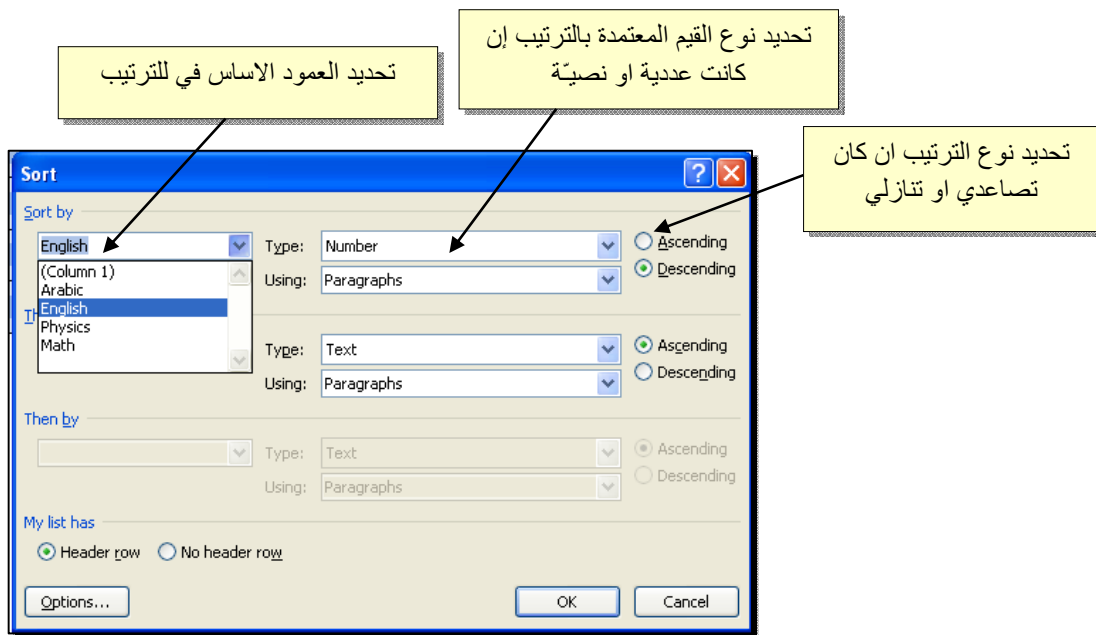 تحديد نوع القيم المعتمدة بالترتيب إن
كانت عددية او نصيّة
تحديد العمود الاساس في للترتيب
تحديد نوع الترتيب ان كان
تصاعدي او تنازلي
Sort
Sort by
English Type: Number Ascending
Descending
(Column 1)
Using: Paragraphs
Arabic
English
Th
Physics
Math
Type: Text Ascending
Descending
Using: Paragraphs
Then by
Type: Text Ascending
Descending
Using: Paragraphs
My list has
Header row No header row
Options... OK Cancel